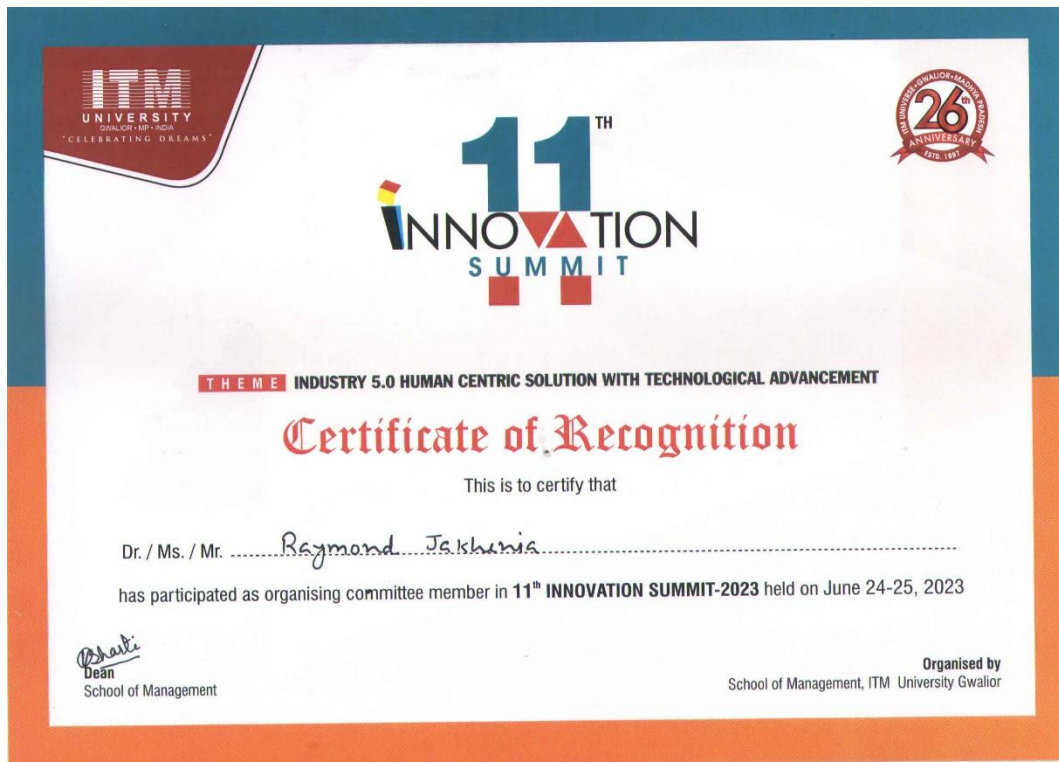 ITM
UNIVERSITY
GWALIOR • MP • INDIA
"CELEBRATING DREAMS"
11TH
INNOVATION
SUMMIT
ITM UNIVERSE • GWALIOR • MADHYA PRADESH
26th
ANNIVERSARY
ESTD. 1997
THEME INDUSTRY 5.0 HUMAN CENTRIC SOLUTION WITH TECHNOLOGICAL ADVANCEMENT
Certificate of Recognition
This is to certify that
Dr. / Ms. / Mr. Raymond Jakhenia
has participated as organising committee member in 11th INNOVATION SUMMIT-2023 held on June 24-25, 2023
Bharti
Dean
School of Management
Organised by
School of Management, ITM University Gwalior